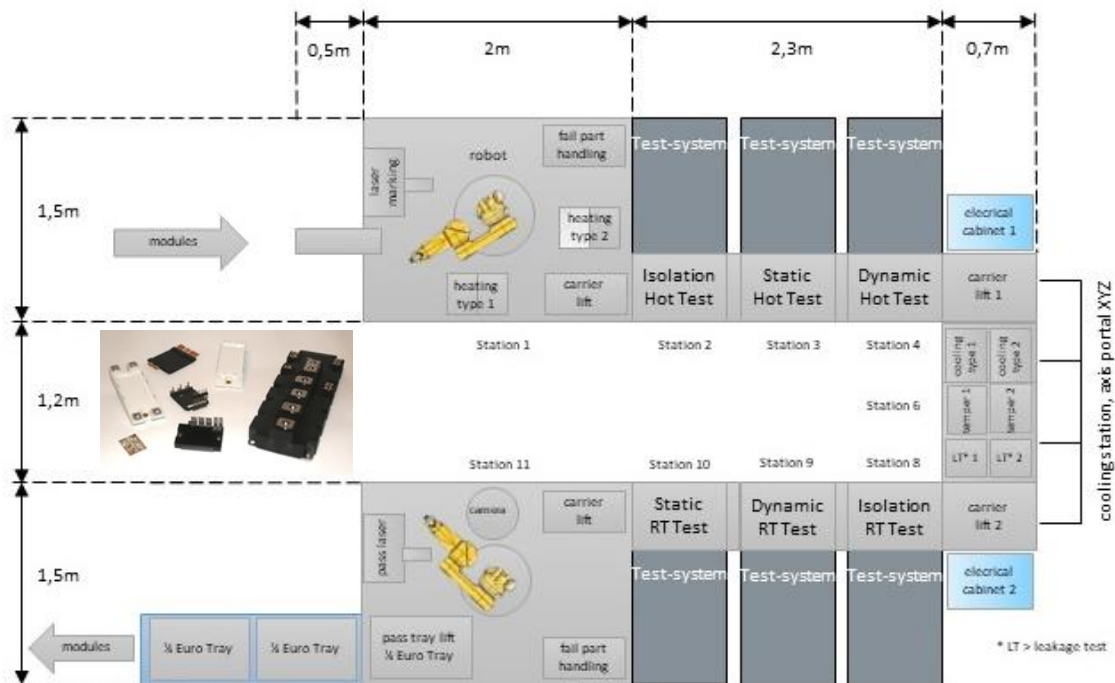 0,5m
2m
2,3m
0,7m
1,5m
modules
laser
marking
robot
fail part
handling
heating
type 2
heating
type 1
carrier
lift
Test-system
Test-system
Test-system
elecrical
cabinet 1
Isolation
Hot Test
Static
Hot Test
Dynamic
Hot Test
carrier
lift 1
1,2m
Station 1
Station 2
Station 3
Station 4
Station 6
Station 11
Station 10
Station 9
Station 8
cooling
type 1
cooling
type 2
temper 1
temper 2
LT* 1
LT* 2
cooling station, axis portal XYZ
1,5m
pass laser
camera
carrier
lift
Static
RT Test
Dynamic
RT Test
Isolation
RT Test
carrier
lift 2
Test-system
Test-system
Test-system
elecrical
cabinet 2
modules
¼ Euro Tray
¼ Euro Tray
pass tray lift
¼ Euro Tray
fail part
handling
* LT > leakage test